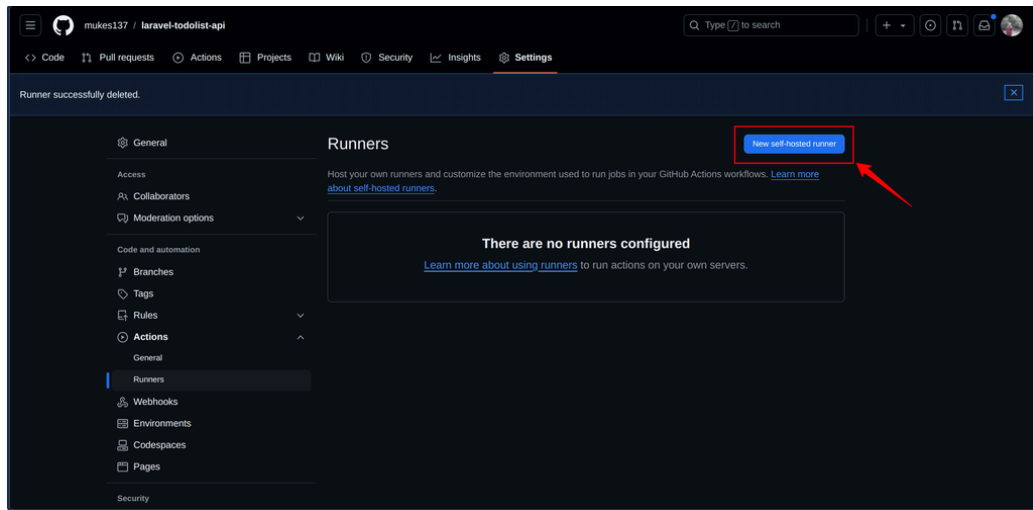 mukes137 / laravel-todolist-api
Type / to search
Code Pull requests Actions Projects Wiki Security Insights Settings
Runner successfully deleted.
General
Access
Collaborators
Moderation options
Code and automation
Branches
Tags
Rules
Actions
General
Runners
Webhooks
Environments
Codespaces
Pages
Security
Runners
New self-hosted runner
Host your own runners and customize the environment used to run jobs in your GitHub Actions workflows. Learn more
about self-hosted runners.
There are no runners configured
Learn more about using runners to run actions on your own servers.